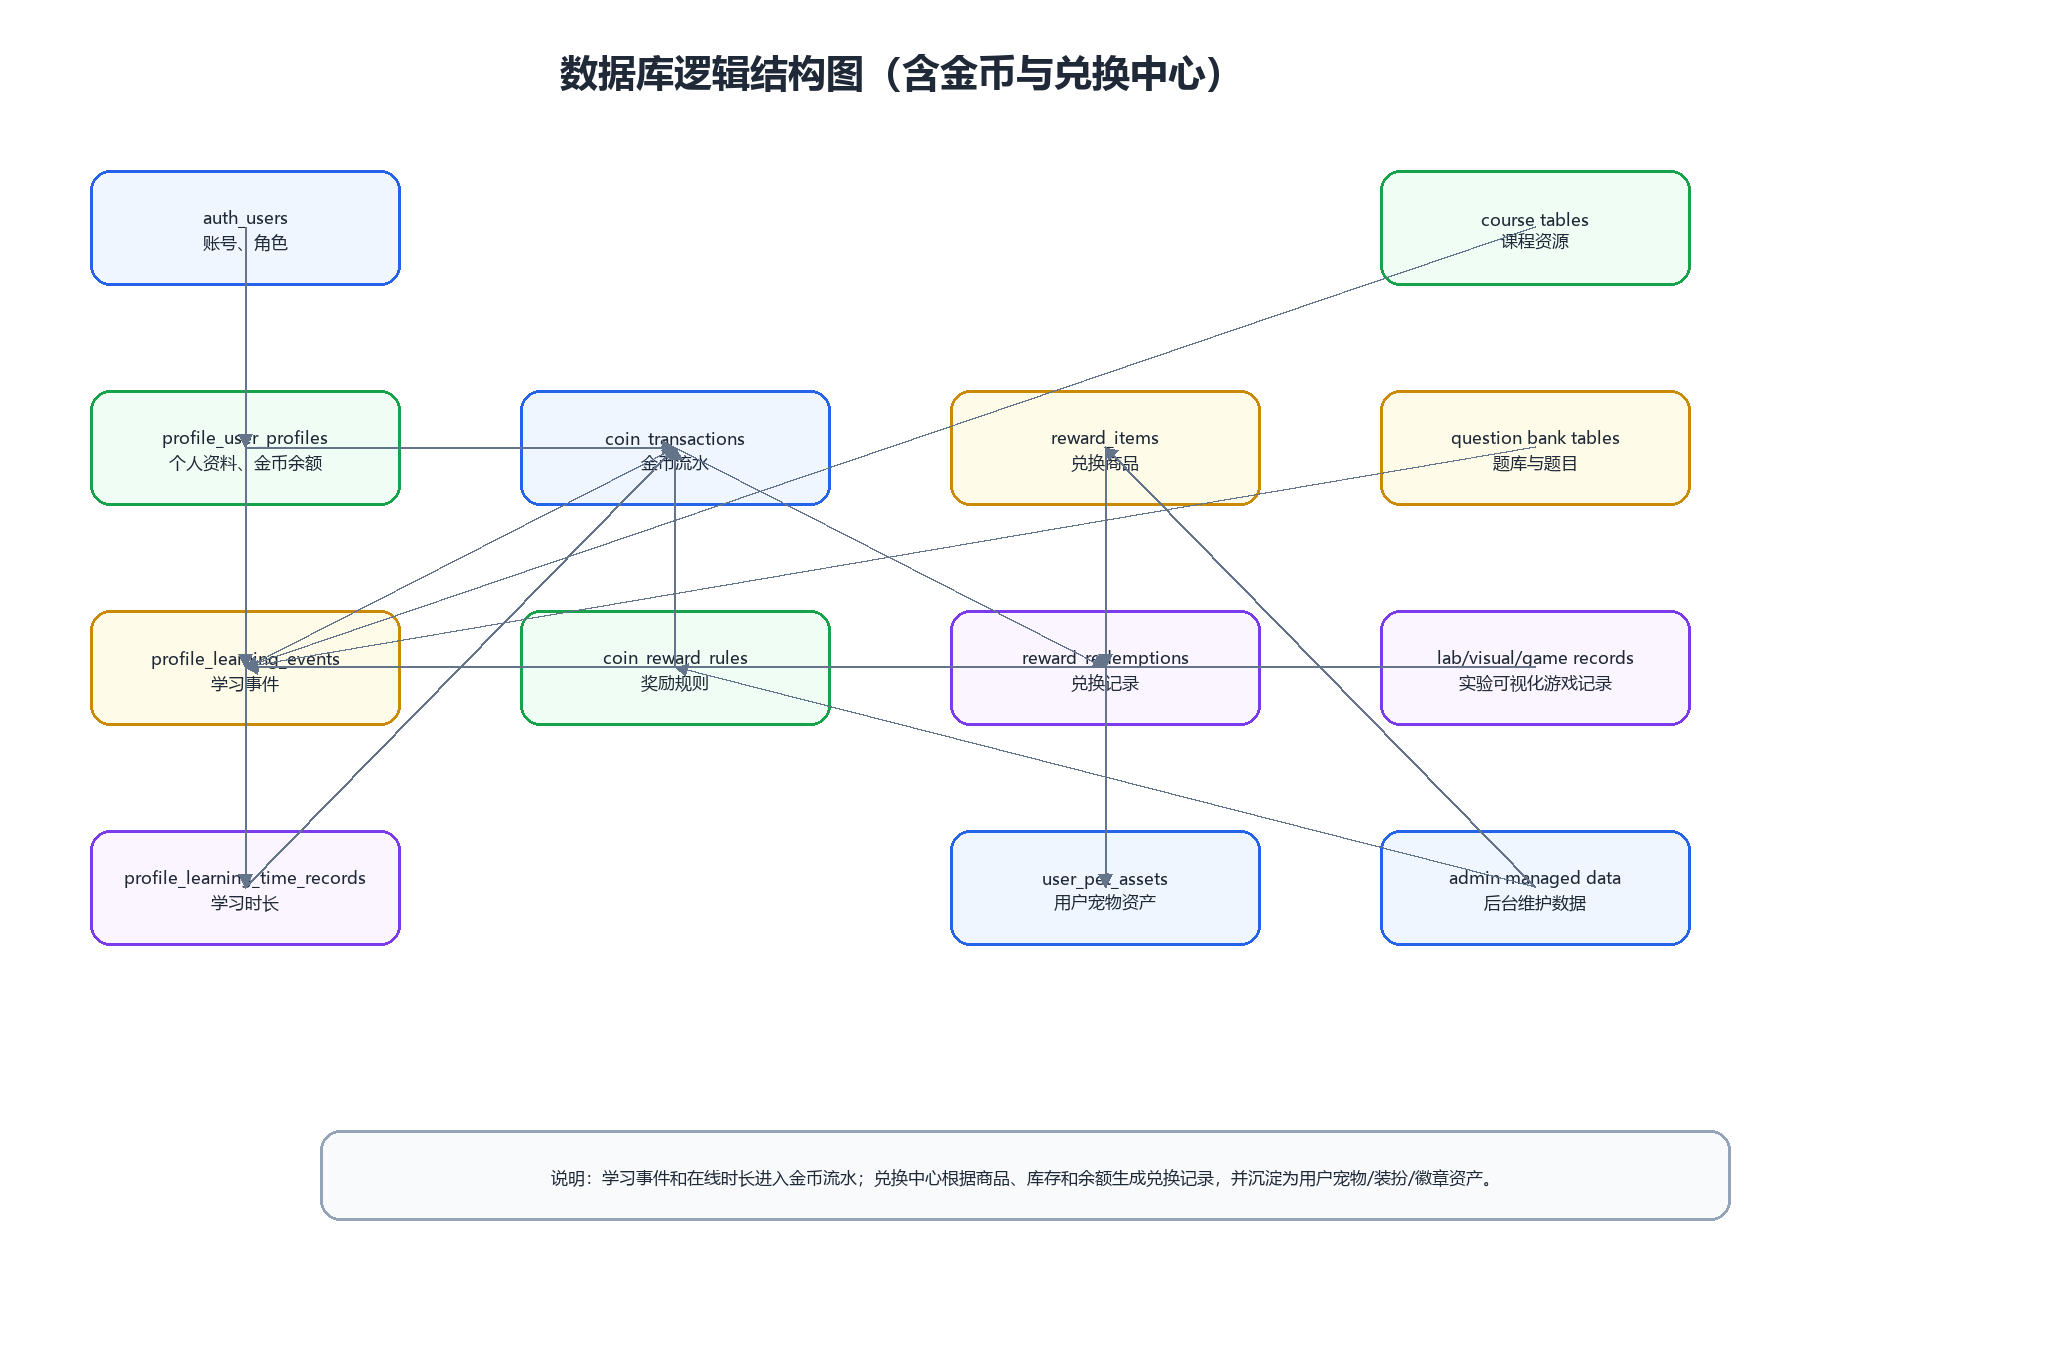 数据库逻辑结构图（含金币与兑换中心）
auth_users
账号、角色
course tables
课程资源
profile_user_profiles
个人资料、金币余额
coin_transactions
金币流水
reward_items
兑换商品
question bank tables
题库与题目
profile_learning_events
学习事件
coin_reward_rules
奖励规则
reward_redemptions
兑换记录
lab/visual/game records
实验可视化游戏记录
profile_learning_time_records
学习时长
user_pet_assets
用户宠物资产
admin managed data
后台维护数据
说明：学习事件和在线时长进入金币流水；兑换中心根据商品、库存和余额生成兑换记录，并沉淀为用户宠物/装扮/徽章资产。